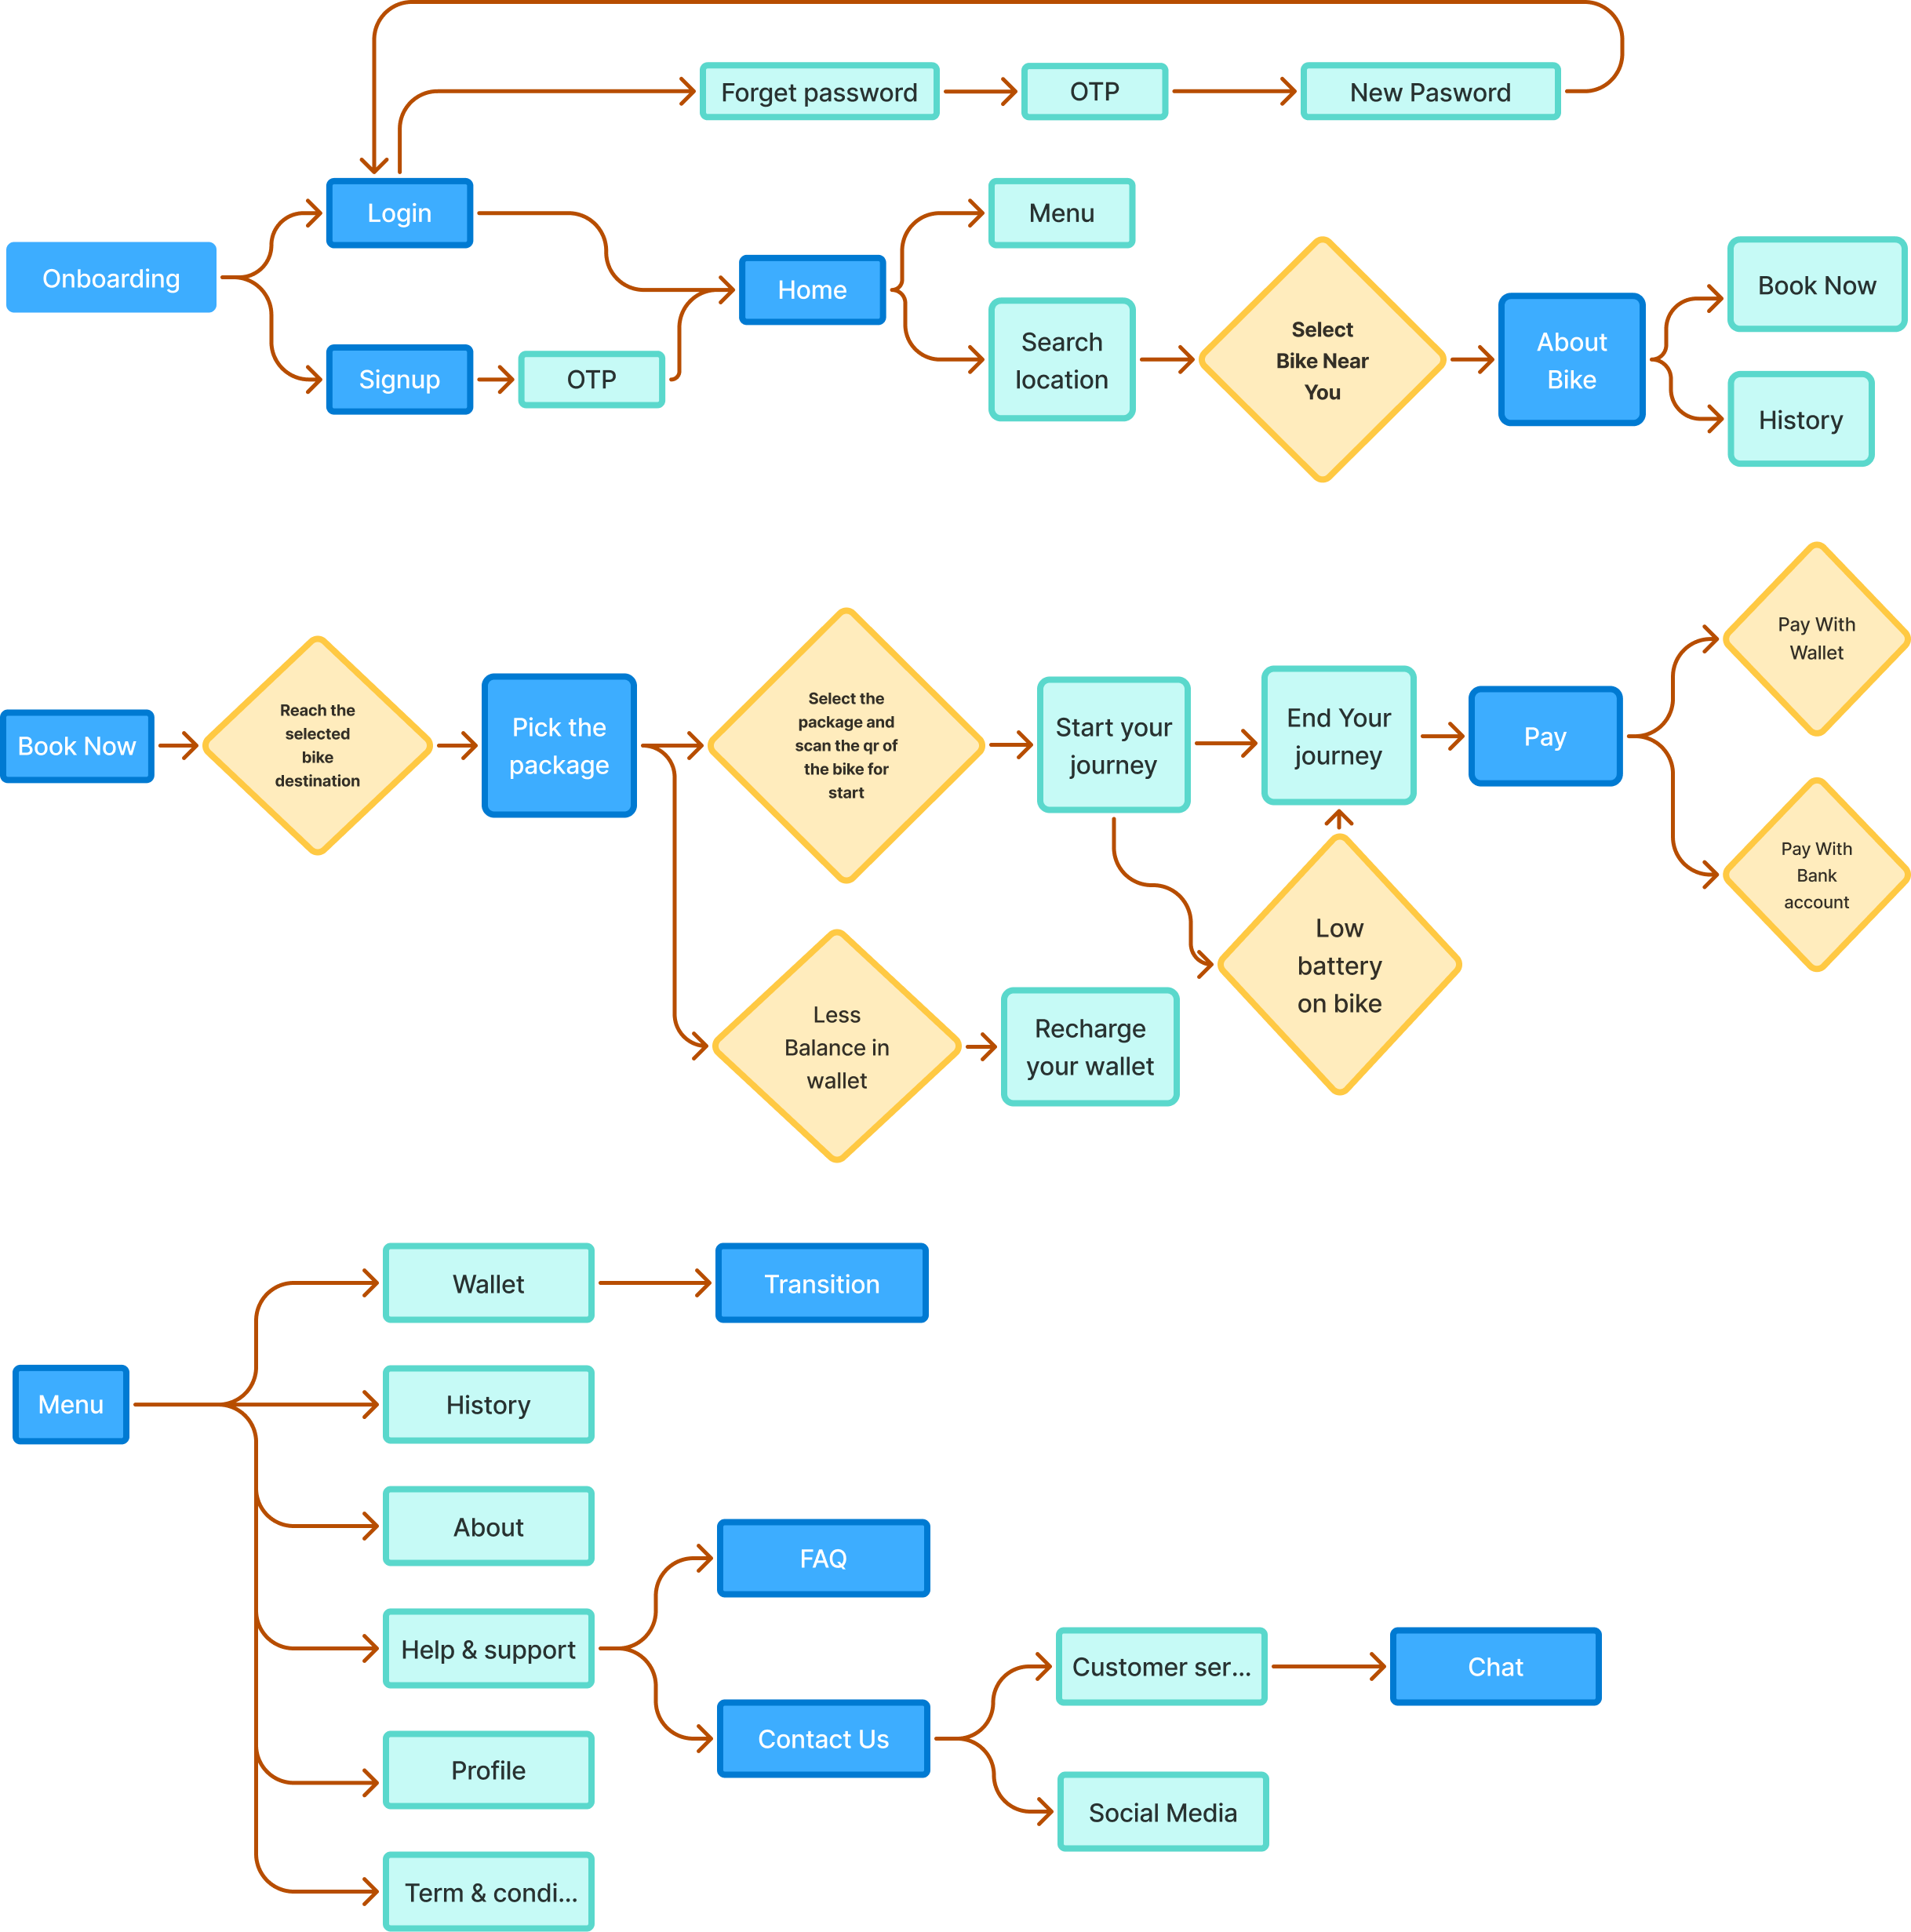 Forget password
OTP
New Pasword
Login
Onboarding
Signup
OTP
Home
Menu
Search
location
Select
Bike Near
You
About
Bike
Book Now
History
Book Now
Reach the
selected
bike
destination
Pick the
package
Select the
package and
scan the qr of
the bike for
start
Start your
journey
End Your
journey
Pay
Pay With
Wallet
Pay With
Bank
account
Low
battery
on bike
Less
Balance in
wallet
Recharge
your wallet
Menu
Wallet
Transition
History
About
Help & support
FAQ
Contact Us
Customer ser...
Chat
Social Media
Profile
Term & condi...